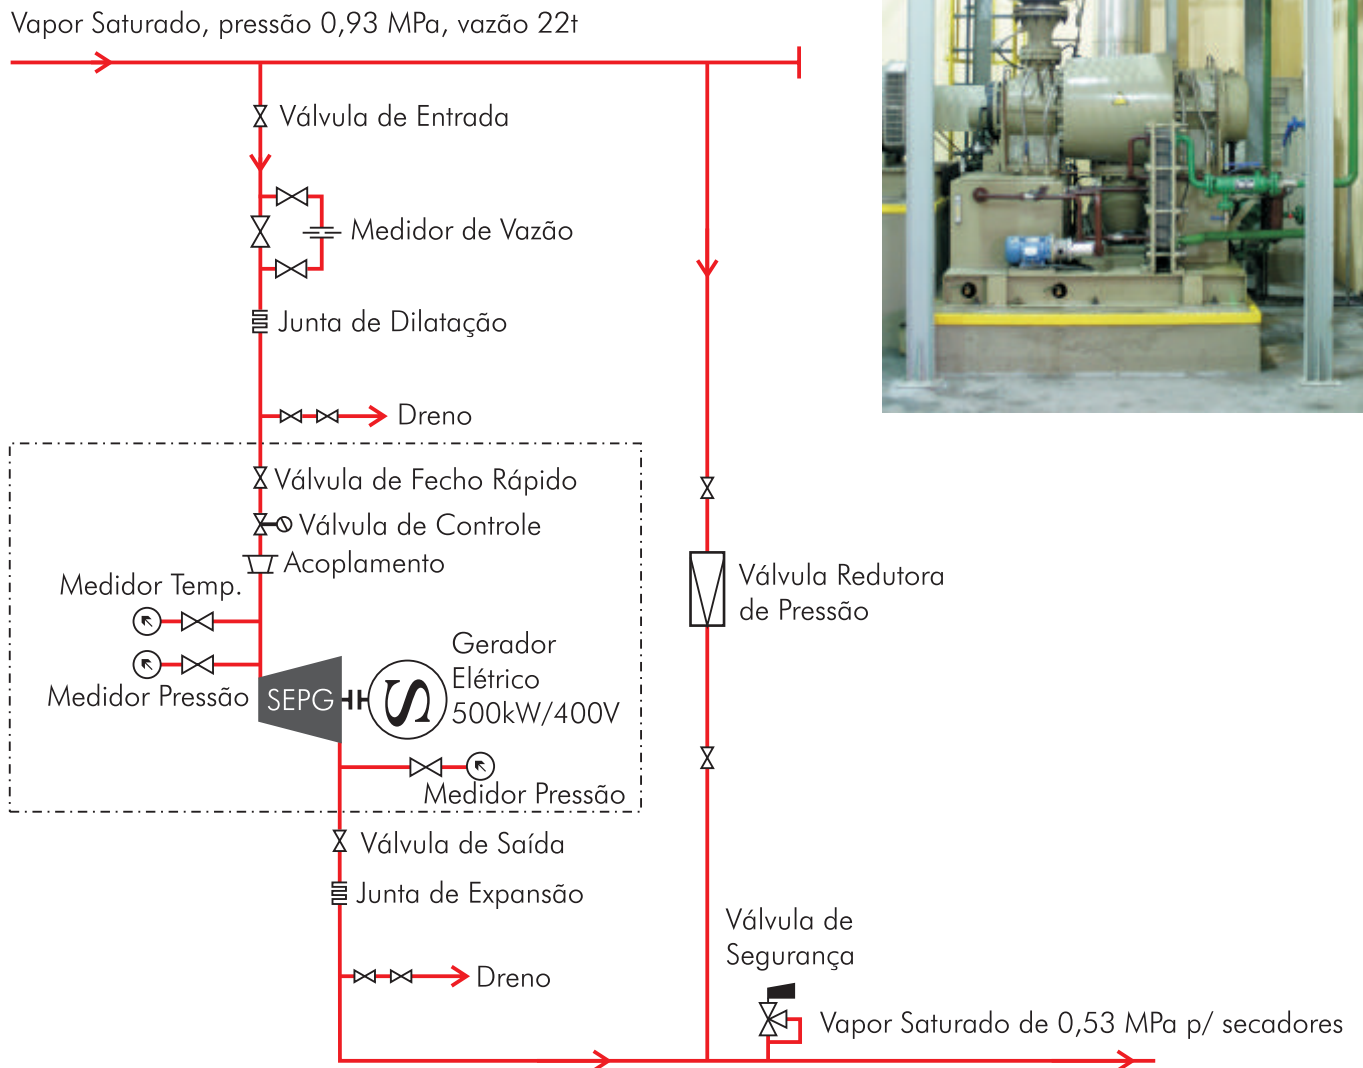 Vapor Saturado, pressão 0,93 MPa, vazão 22t
Válvula de Entrada
Medidor de Vazão
Junta de Dilatação
Dreno
Válvula de Fecho Rápido
Válvula de Controle
Acoplamento
Medidor Temp.
Medidor Pressão
SEPG
S
Gerador
Elétrico
500kW/400V
Medidor Pressão
Válvula de Saída
Junta de Expansão
Dreno
Válvula Redutora
de Pressão
Válvula de
Segurança
Vapor Saturado de 0,53 MPa p/ secadores